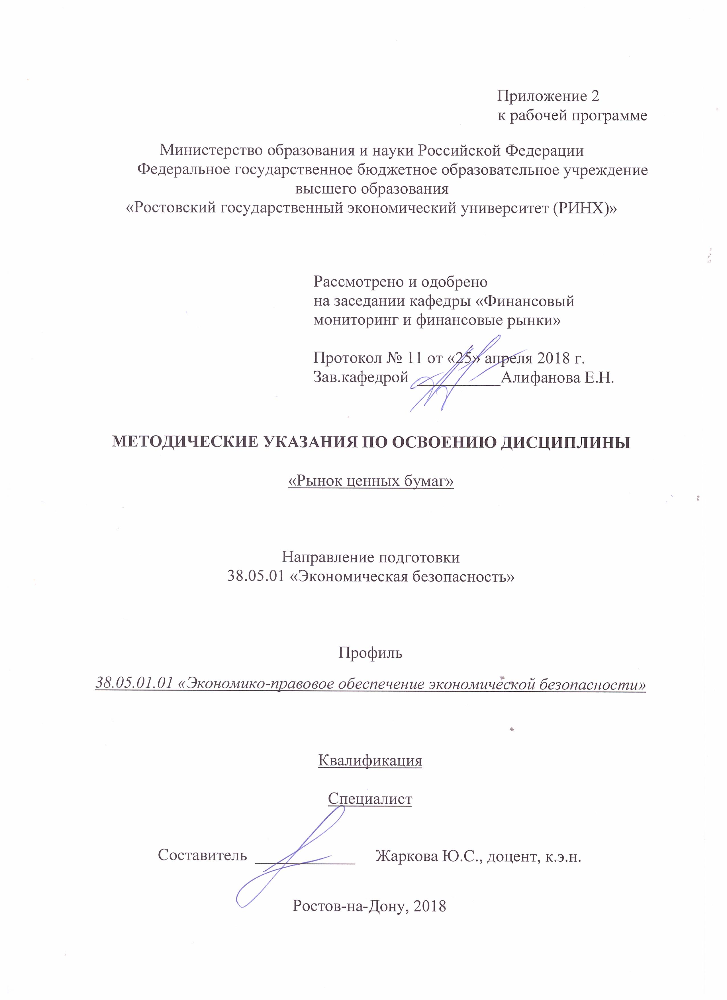 Приложение 2
к рабочей программе
Министерство образования и науки Российской Федерации
Федеральное государственное бюджетное образовательное учреждение
высшего образования
«Ростовский государственный экономический университет (РИНХ)»
Рассмотрено и одобрено
на заседании кафедры «Финансовый
мониторинг и финансовые рынки»
Протокол № 11 от «25» апреля 2018 г.
Зав.кафедрой __________Алифанова Е.Н.
МЕТОДИЧЕСКИЕ УКАЗАНИЯ ПО ОСВОЕНИЮ ДИСЦИПЛИНЫ
«Рынок ценных бумаг»
Направление подготовки
38.05.01 «Экономическая безопасность»
Профиль
38.05.01.01 «Экономико-правовое обеспечение экономической безопасности»
Квалификация
Специалист
Составитель ____________ Жаркова Ю.С., доцент, к.э.н.
Ростов-на-Дону, 2018